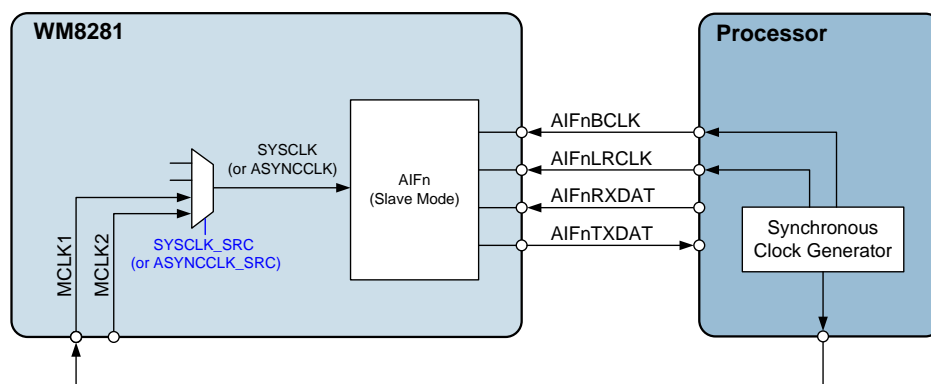 WM8281
Processor
AIFnBCLK
SYSCLK
(or ASYNCCLK)
AIFnLRCLK
AIFn
(Slave Mode)
AIFnRXDAT
AIFnTXDAT
Synchronous
Clock Generator
SYSCLK_SRC
(or ASYNCCLK_SRC)
MCLK1
MCLK2